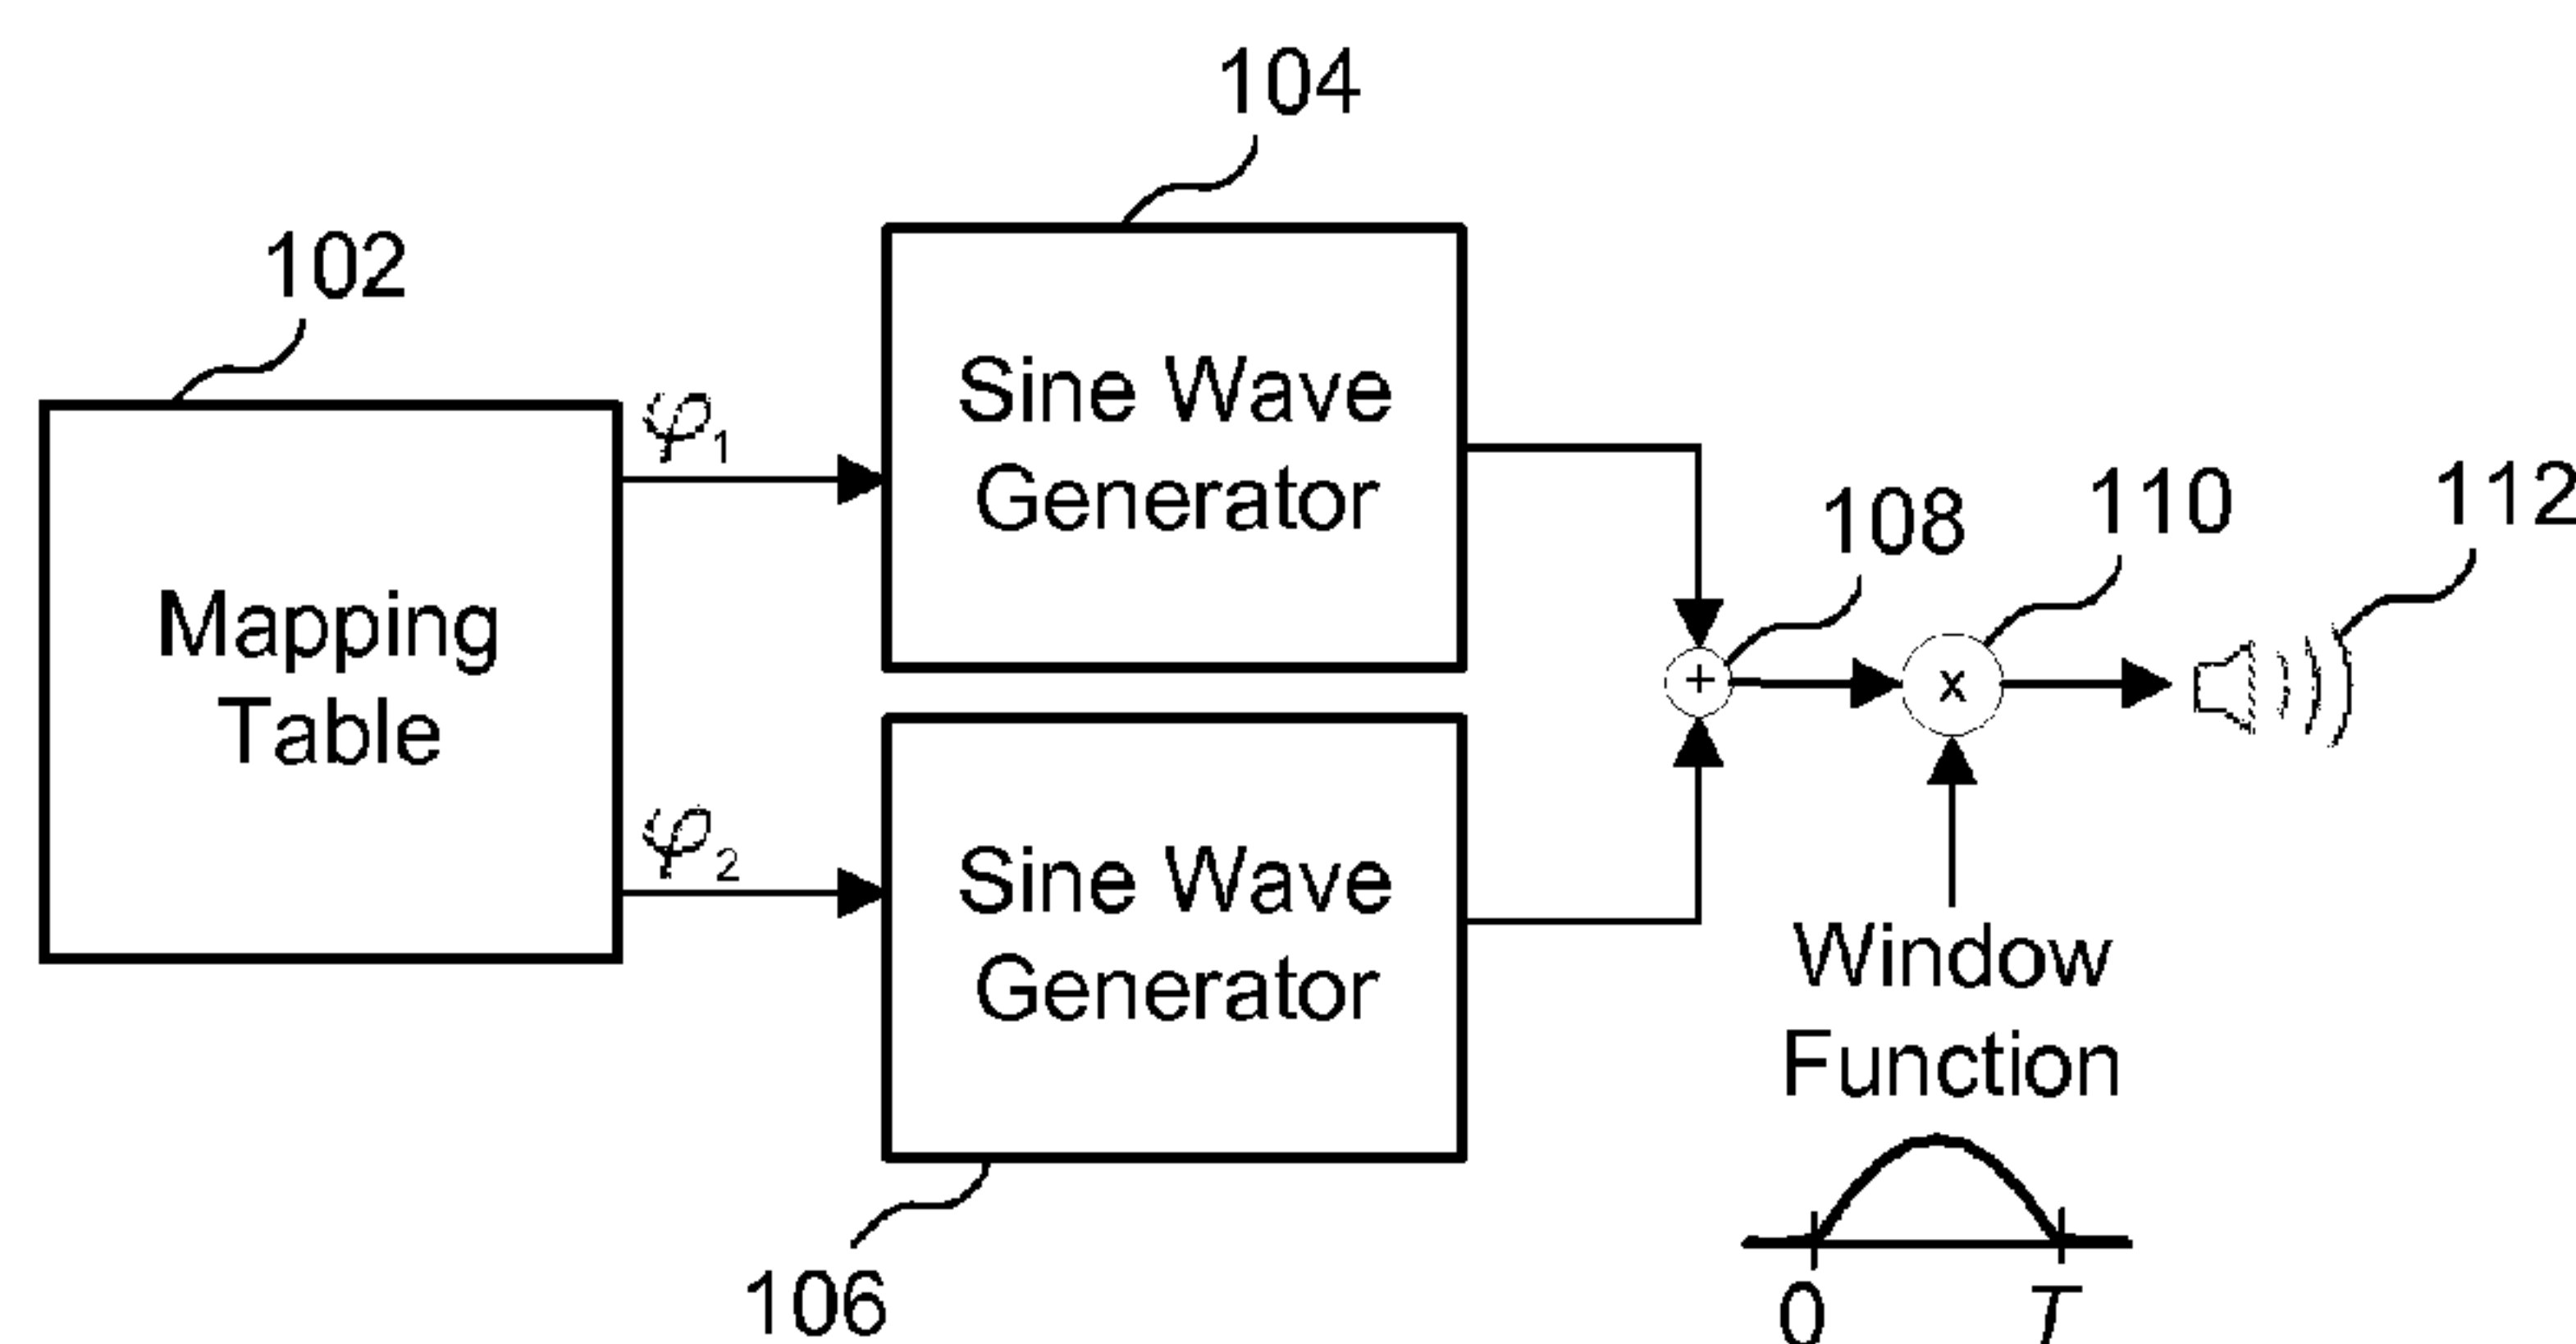 104
102
φ1
Sine Wave
Generator
108
110
112
Mapping
Table
+
x
φ2
Sine Wave
Generator
Window
Function
106
0
T